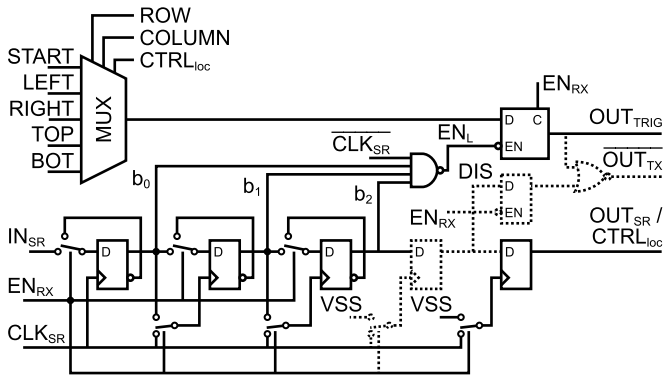 ROW
COLUMN
CTRLloc
START
LEFT
RIGHT
TOP
BOT
MUX
ENRX
D C
EN
OUTTRIG
CLKSR
ENL
OUTTX
b0
b1
b2
DIS
D
EN
ENRX
INSR
D
D
D
D
D
OUTSR /
CTRLloc
ENRX
VSS
VSS
CLKSR